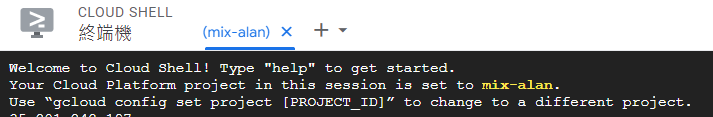 CLOUD SHELL
終端機
(mix-alan)
Welcome to Cloud Shell! Type "help" to get started.
Your Cloud Platform project in this session is set to mix-alan.
Use “gcloud config set project [PROJECT_ID]” to change to a different project.